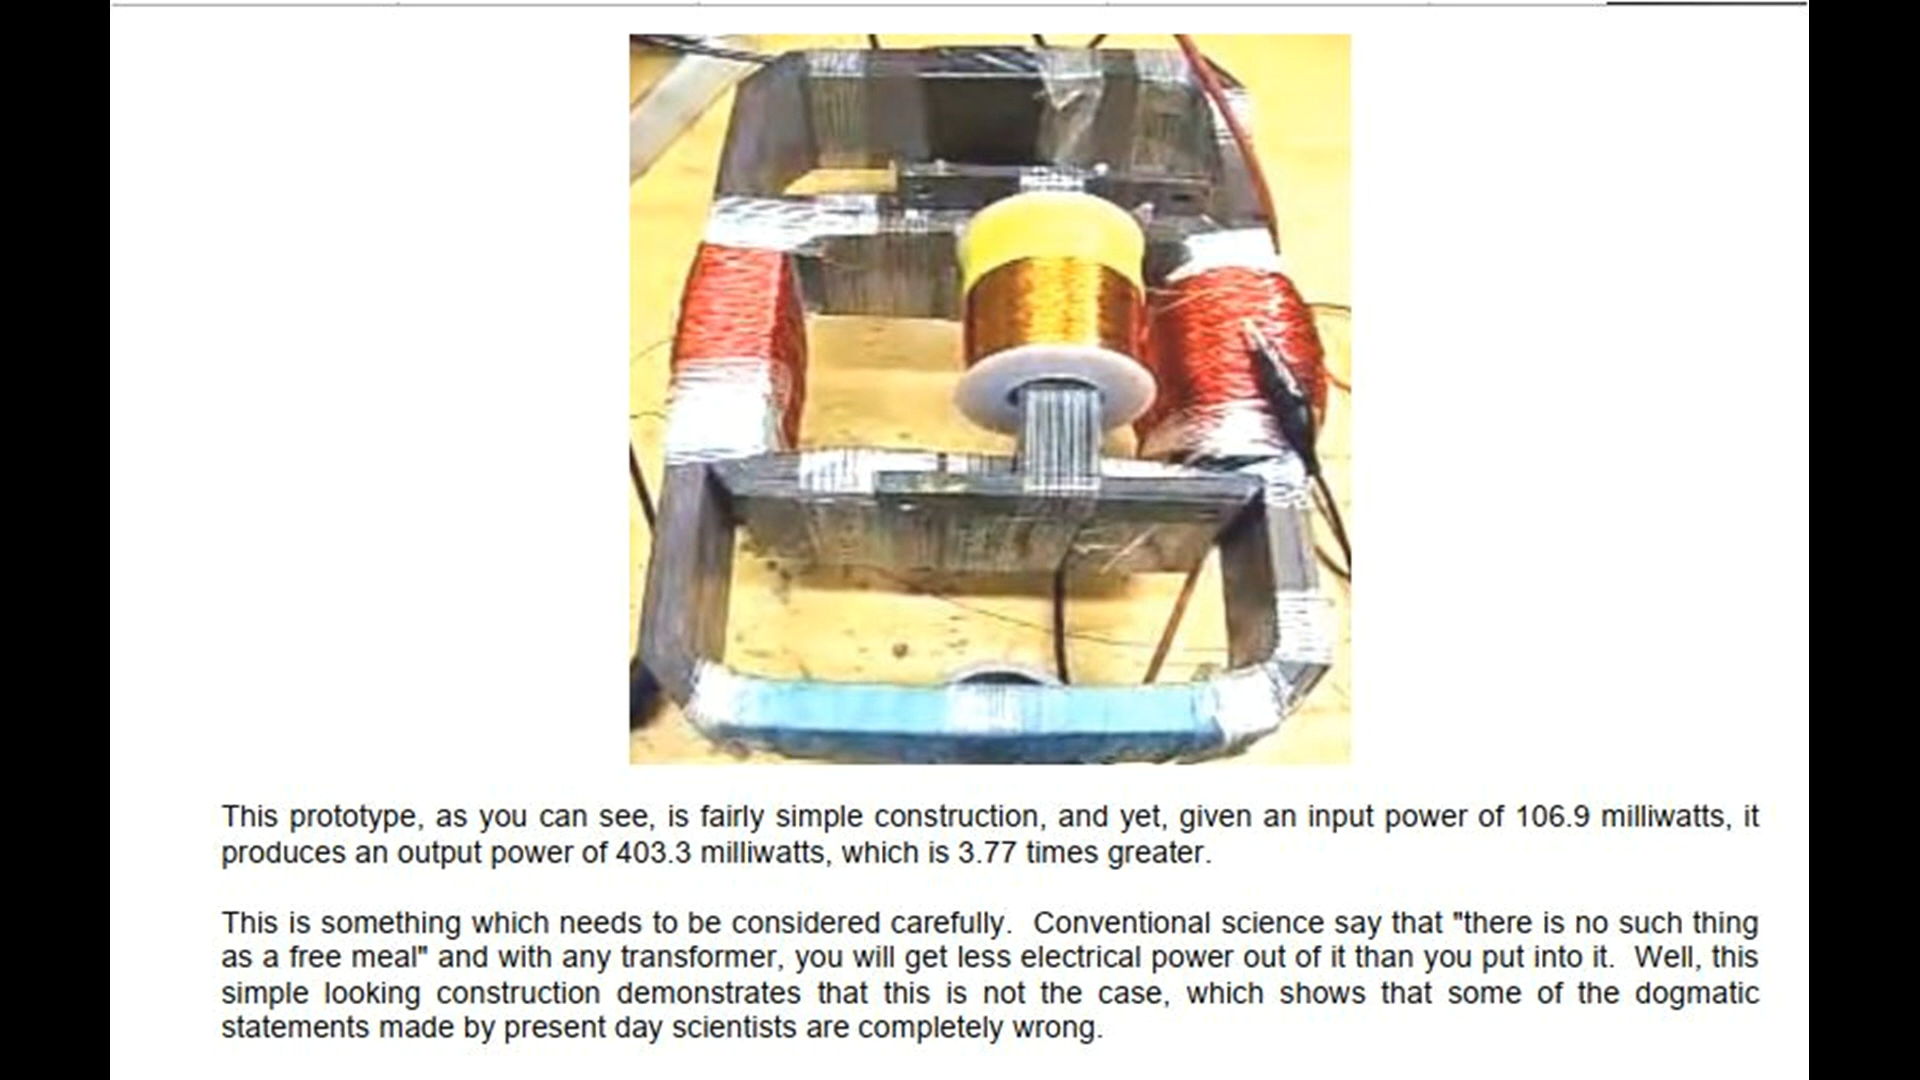 This prototype, as you can see, is fairly simple construction, and yet, given an input power of 106.9 milliwatts, it
produces an output power of 403.3 milliwatts, which is 3.77 times greater.
This is something which needs to be considered carefully. Conventional science say that "there is no such thing
as a free meal" and with any transformer, you will get less electrical power out of it than you put into it. Well, this
simple looking construction demonstrates that this is not the case, which shows that some of the dogmatic
statements made by present day scientists are completely wrong.